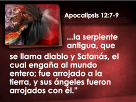 Apocalipsis 12:7-9
...la serpiente
antigua, que
se llama diablo y Satanás, el
cual engaña al mundo
entero; fue arrojado a la
tierra, y sus ángeles fueron
arrojados con él."